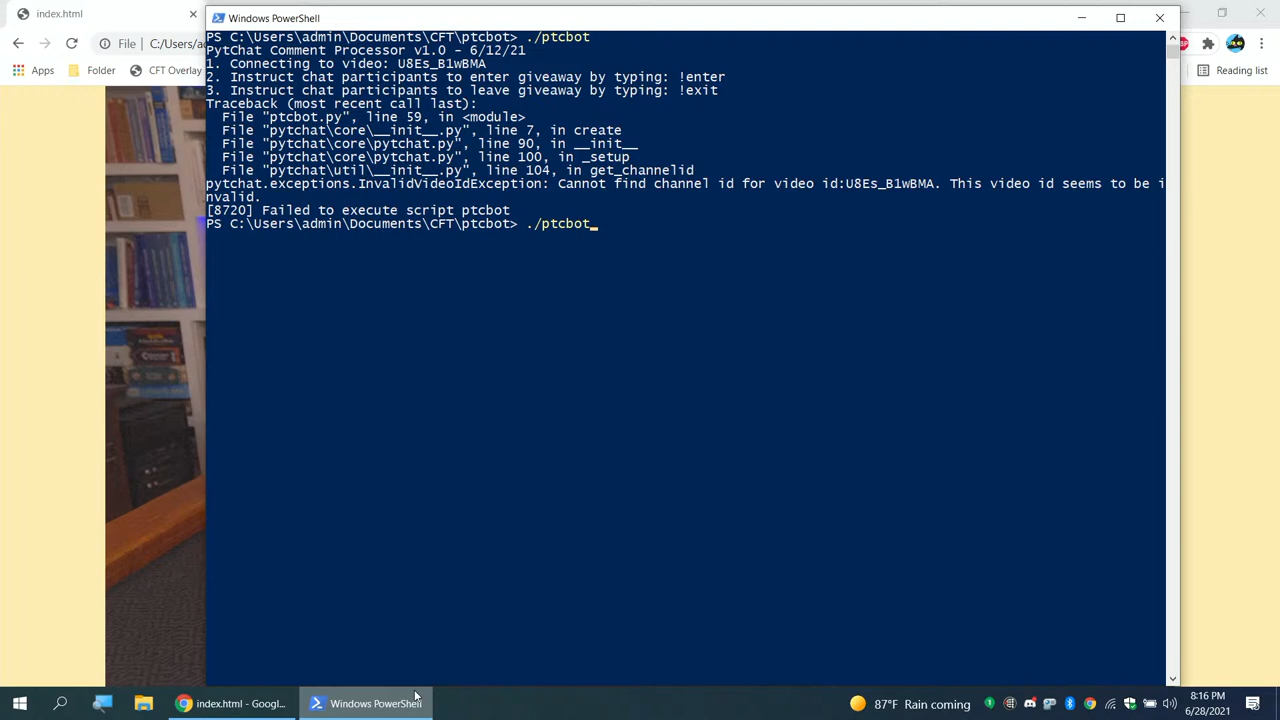 index.html
Windows PowerShell
File
C:/Users/ad
Reading list
Apps
Folder
CFT Overlay
PS C:\Users\admin\Documents\CFT\ptcbot> ./ptcbot
PytChat Comment Processor v1.0 - 6/12/21
1. Connecting to video: U8Es_B1wBMA
2. Instruct chat participants to enter giveaway by typing: !enter
3. Instruct chat participants to leave giveaway by typing: !exit
Traceback (most recent call last):
File "ptcbot.py", line 59, in <module>
File "pytchat\core\__init__.py", line 7, in create
File "pytchat\core\pytchat.py", line 90, in __init__
File "pytchat\core\pytchat.py", line 100, in _setup
File "pytchat\util\__init__.py", line 104, in get_channelid
pytchat.exceptions.InvalidVideoIdException: Cannot find channel id for video id:U8Es_B1wBMA. This video id seems to be i
nvalid.
[8720] Failed to execute script ptcbot
PS C:\Users\admin\Documents\CFT\ptcbot> ./ptcbot_
index.html - Googl...
Windows PowerShell
87°F Rain coming
8:16 PM
6/28/2021